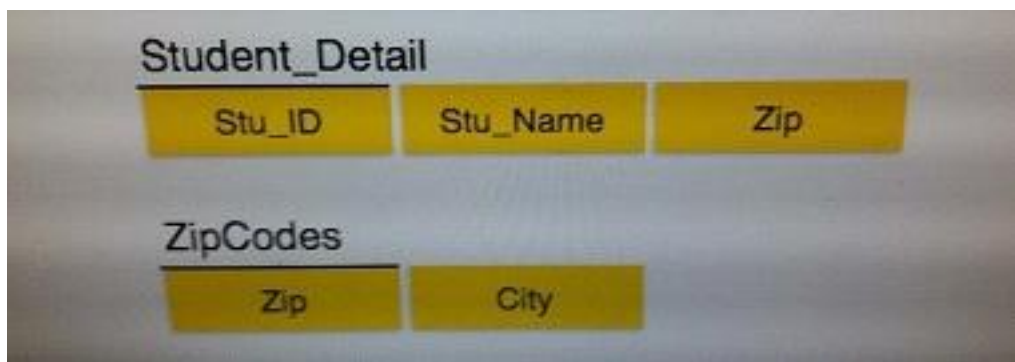 Student_Detail
Stu_ID Stu_Name Zip
ZipCodes
Zip City